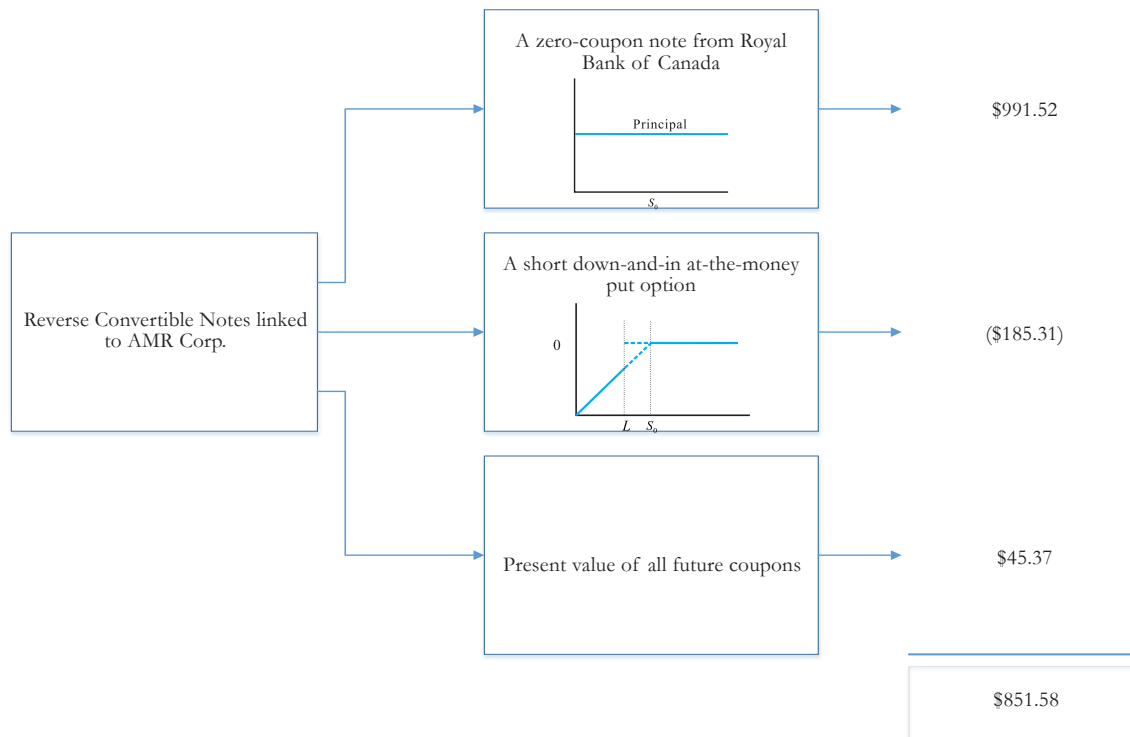 A zero-coupon note from Royal
Bank of Canada
Principal
S₀
$991.52
Reverse Convertible Notes linked
to AMR Corp.
A short down-and-in at-the-money
put option
0
L S₀
($185.31)
Present value of all future coupons
$45.37
$851.58